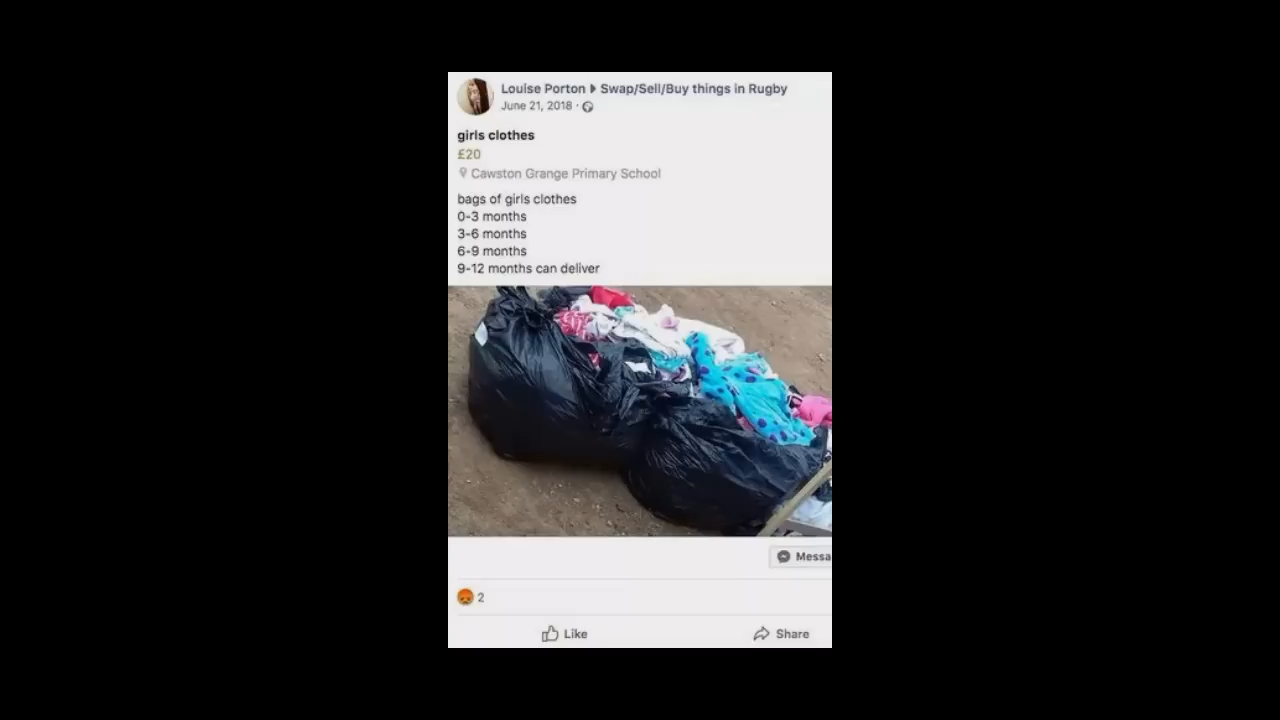 Louise Porton ▶ Swap/Sell/Buy things in Rugby
June 21, 2018 ·
girls clothes
£20
Cawston Grange Primary School
bags of girls clothes
0-3 months
3-6 months
6-9 months
9-12 months can deliver
Messa
2
Like Share